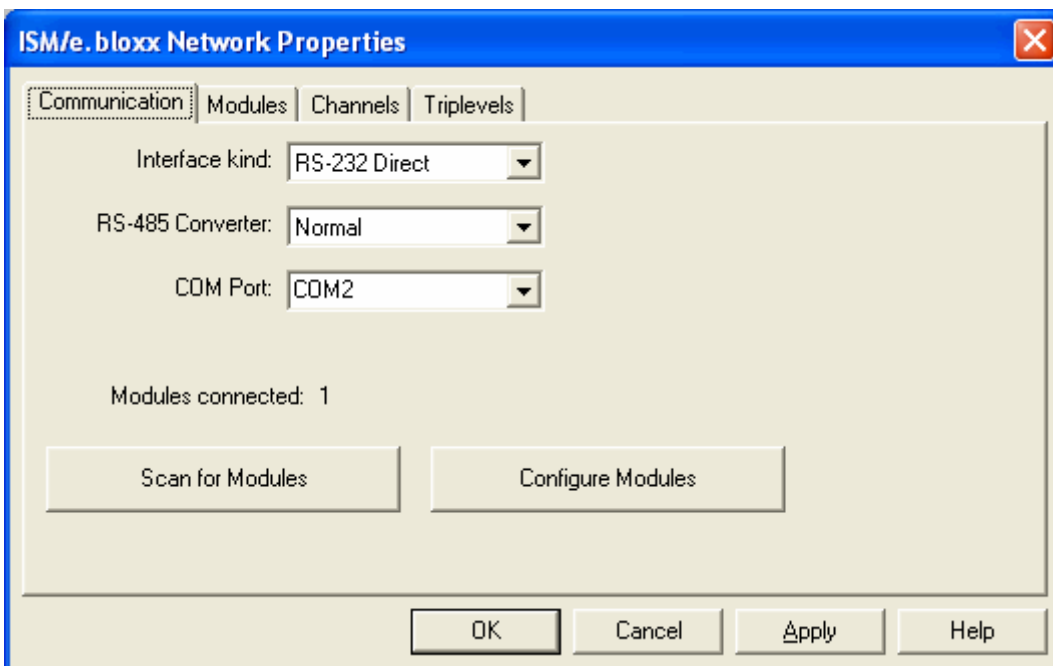 ISM/e.bloxx Network Properties
Communication Modules Channels Triplevels
Interface kind: RS-232 Direct
RS-485 Converter: Normal
COM Port: COM2
Modules connected: 1
Scan for Modules Configure Modules
OK Cancel Apply Help